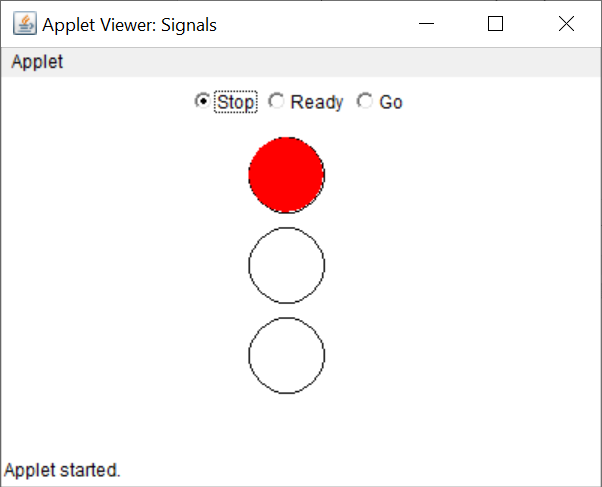 Applet Viewer: Signals
Applet
Stop Ready Go
Applet started.